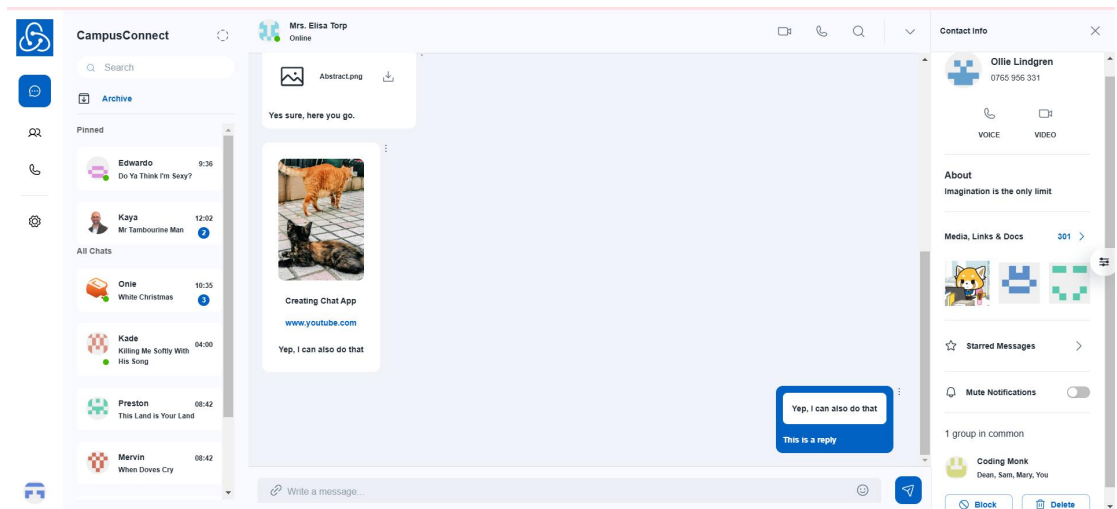 CampusConnect
Search
Archive
Pinned
Edwardo
9:36
Do Ya Think I'm Sexy?
Kaya
12:02
Mr Tambourine Man
2
All Chats
Onie
10:35
White Christmas
3
Kade
04:00
Killing Me Softly With
His Song
Preston
08:42
This Land is Your Land
Mervin
08:42
When Doves Cry
Mrs. Elisa Torp
Online
Abstract.png
Yes sure, here you go.
Creating Chat App
www.youtube.com
Yep, I can also do that
Yep, I can also do that
This is a reply
Write a message...
Contact Info
Ollie Lindgren
0765 956 331
VOICE
VIDEO
About
Imagination is the only limit
Media, Links & Docs
301
Starred Messages
Mute Notifications
1 group in common
Coding Monk
Dean, Sam, Mary, You
Block
Delete